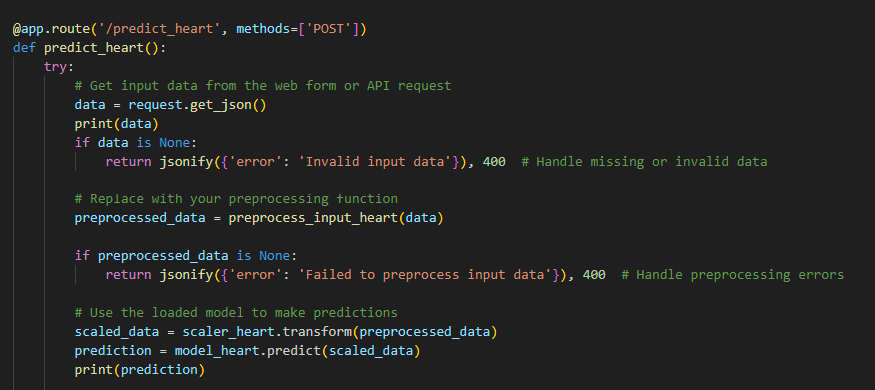 @app.route('/predict_heart', methods=['POST'])
def predict_heart():
    try:
        # Get input data from the web form or API request
        data = request.get_json()
        print(data)
        if data is None:
            return jsonify({'error': 'Invalid input data'}), 400  # Handle missing or invalid data
        # Replace with your preprocessing function
        preprocessed_data = preprocess_input_heart(data)
        if preprocessed_data is None:
            return jsonify({'error': 'Failed to preprocess input data'}), 400  # Handle preprocessing errors
        # Use the loaded model to make predictions
        scaled_data = scaler_heart.transform(preprocessed_data)
        prediction = model_heart.predict(scaled_data)
        print(prediction)